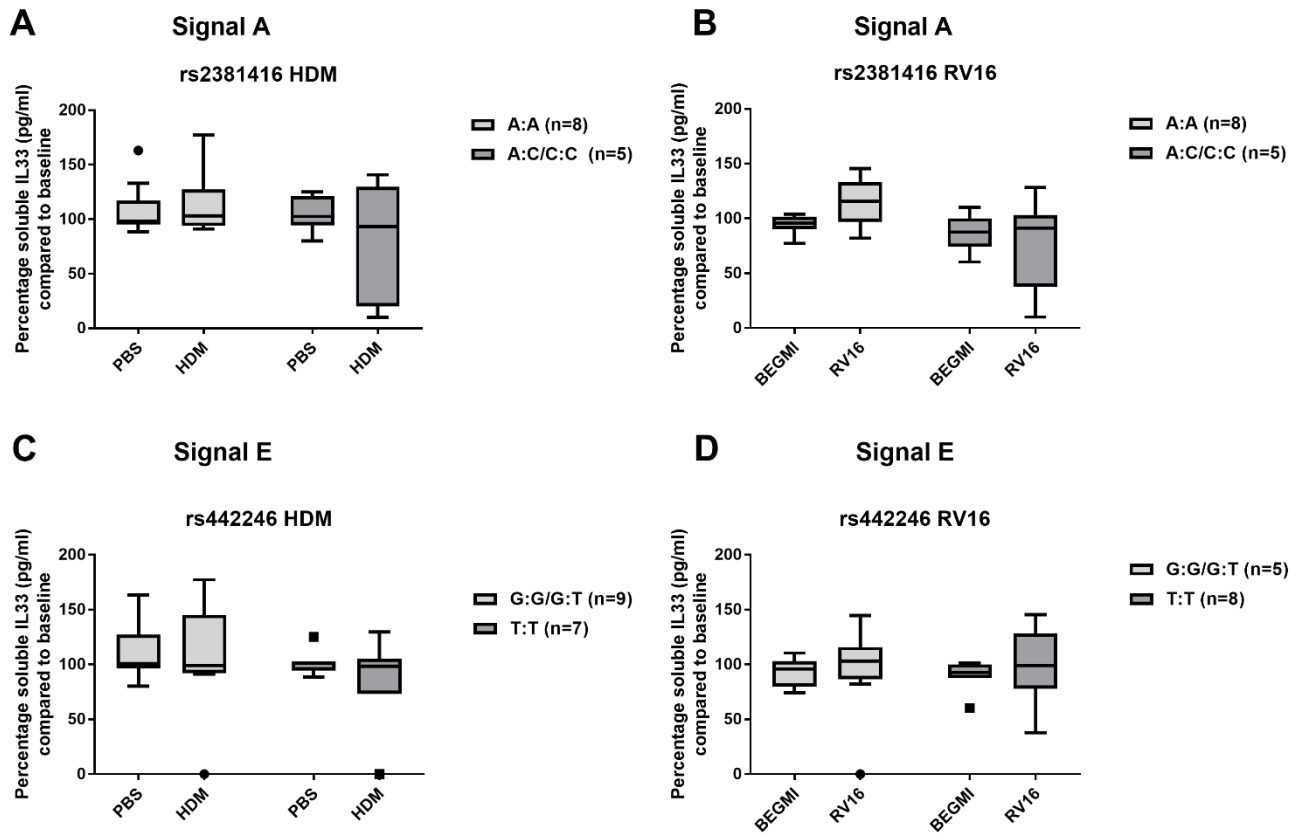 A
Signal A
rs2381416 HDM
Percentage soluble IL33 (pg/ml)
compared to baseline
200
150
100
50
0
PBS
HDM
PBS
HDM
A:A (n=8)
A:C/C:C (n=5)
B
Signal A
rs2381416 RV16
Percentage soluble IL33 (pg/ml)
compared to baseline
200
150
100
50
0
BEGMI
RV16
BEGMI
RV16
A:A (n=8)
A:C/C:C (n=5)
C
Signal E
rs442246 HDM
Percentage soluble IL33 (pg/ml)
compared to baseline
200
150
100
50
0
PBS
HDM
PBS
HDM
G:G/G:T (n=9)
T:T (n=7)
D
Signal E
rs442246 RV16
Percentage soluble IL33 (pg/ml)
compared to baseline
200
150
100
50
0
BEGMI
RV16
BEGMI
RV16
G:G/G:T (n=5)
T:T (n=8)